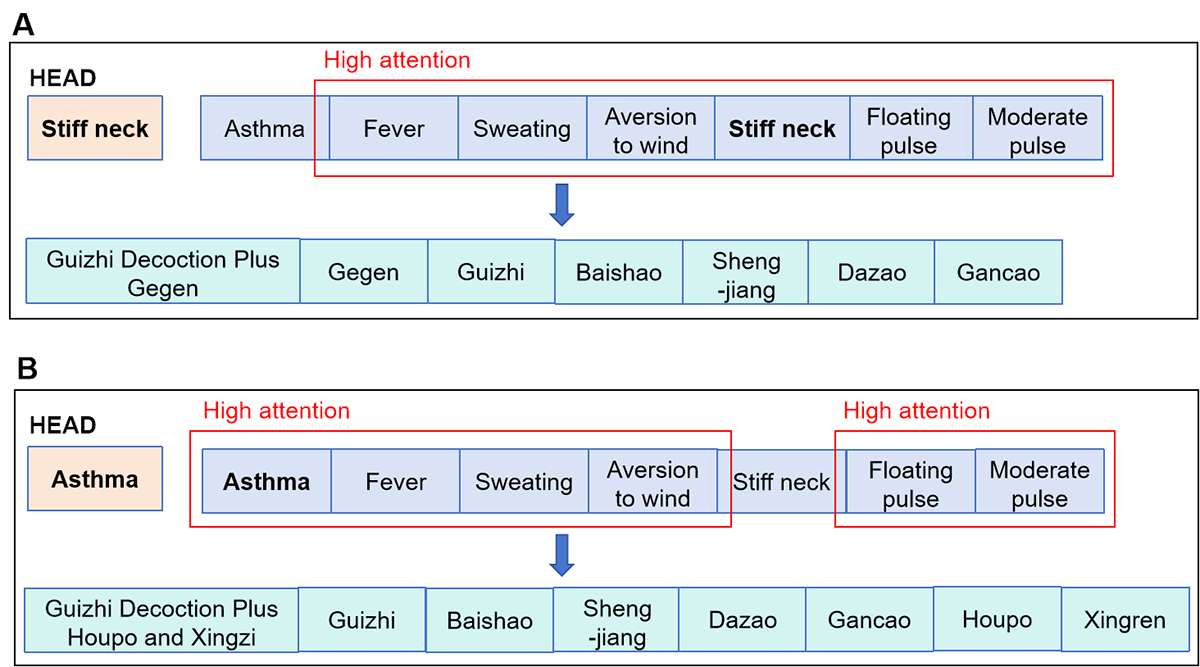 A
High attention
HEAD
Stiff neck
Asthma
Fever
Sweating
Aversion
to wind
Stiff neck
Floating
pulse
Moderate
pulse
Guizhi Decoction Plus
Gegen
Gegen
Guizhi
Baishao
Sheng
-jiang
Dazao
Gancao
B
High attention
High attention
HEAD
Asthma
Asthma
Fever
Sweating
Aversion
to wind
Stiff neck
Floating
pulse
Moderate
pulse
Guizhi Decoction Plus
Houpo and Xingzi
Guizhi
Baishao
Sheng
-jiang
Dazao
Gancao
Houpo
Xingren